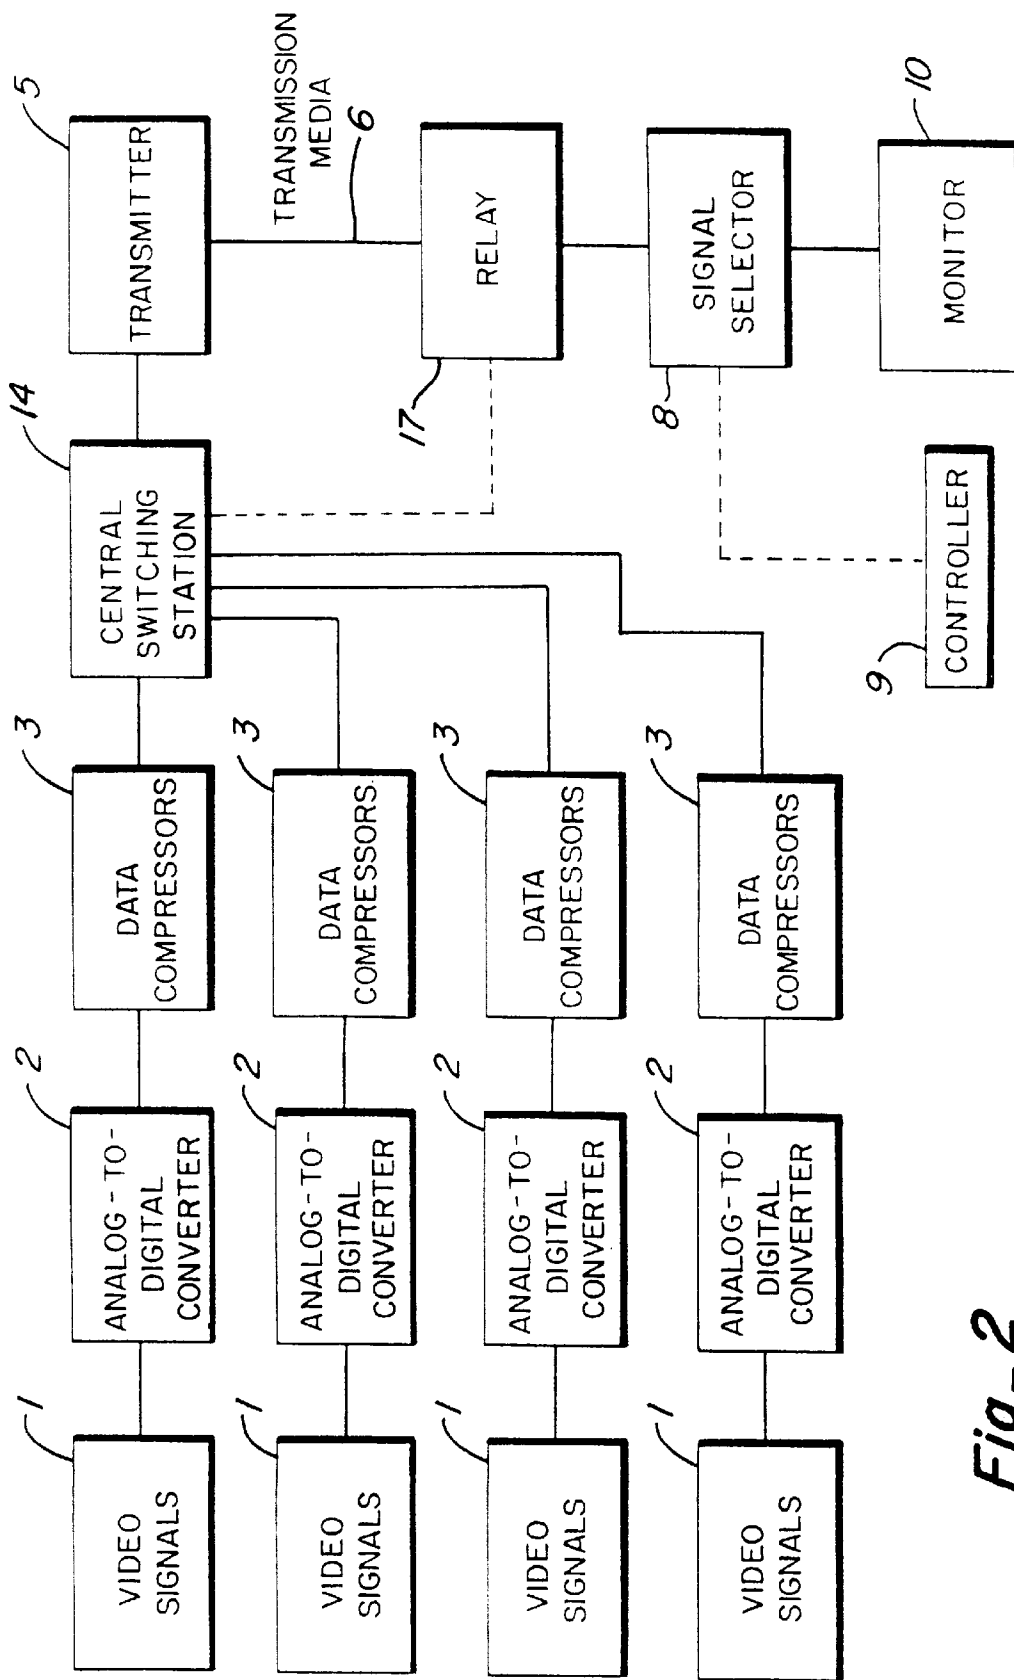 1
VIDEO
SIGNALS
2
ANALOG-TO-
DIGITAL
CONVERTER
3
DATA
COMPRESSORS
14
CENTRAL
SWITCHING
STATION
5
TRANSMITTER
1
VIDEO
SIGNALS
2
ANALOG-TO-
DIGITAL
CONVERTER
3
DATA
COMPRESSORS
TRANSMISSION
MEDIA
6
1
VIDEO
SIGNALS
2
ANALOG-TO-
DIGITAL
CONVERTER
3
DATA
COMPRESSORS
17
RELAY
1
VIDEO
SIGNALS
2
ANALOG-TO-
DIGITAL
CONVERTER
3
DATA
COMPRESSORS
8
SIGNAL
SELECTOR
9
CONTROLLER
10
MONITOR
Fig-2